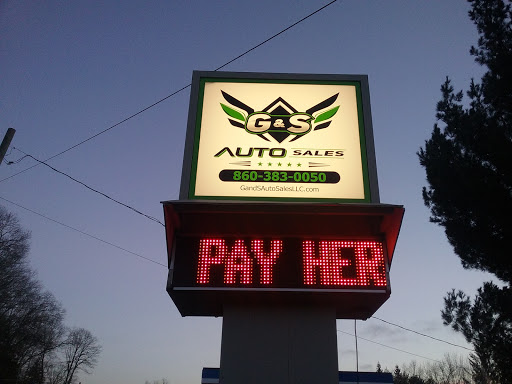 G&S
AUTO SALES
860-383-0050
GandSAutoSalesLLC.com
PAY HER